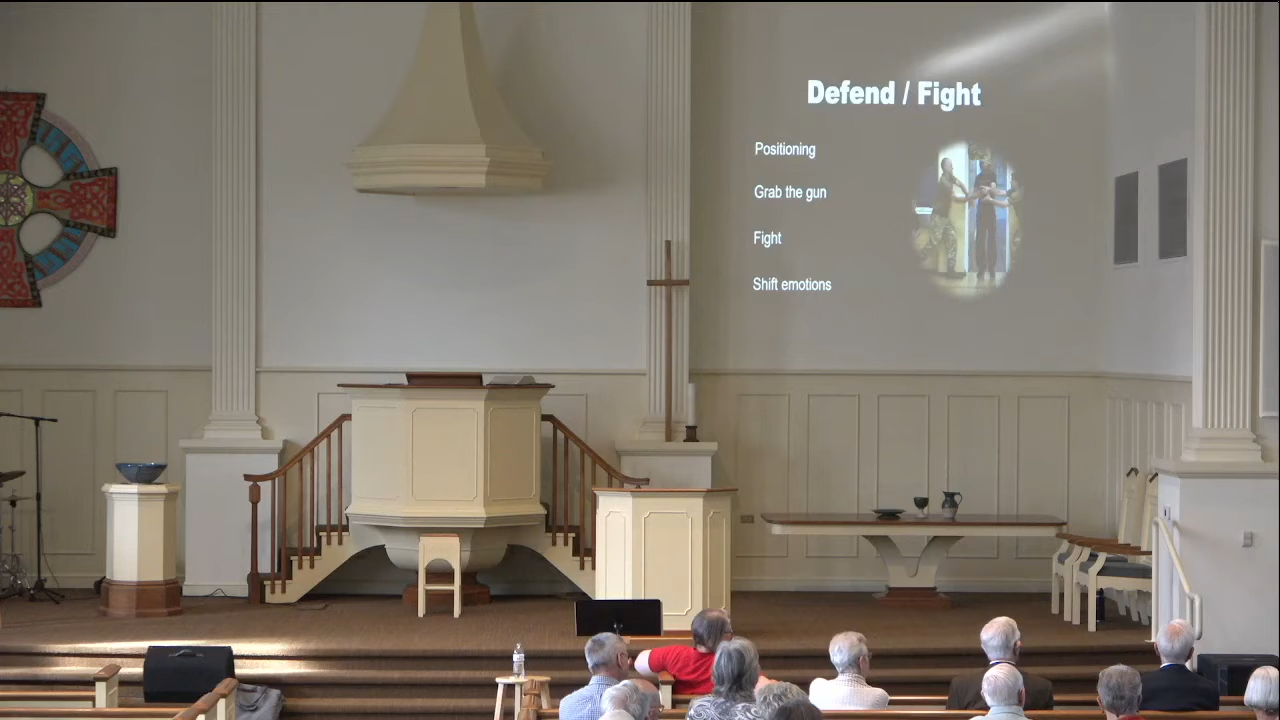 Defend / Fight
Positioning
Grab the gun
Fight
Shift emotions